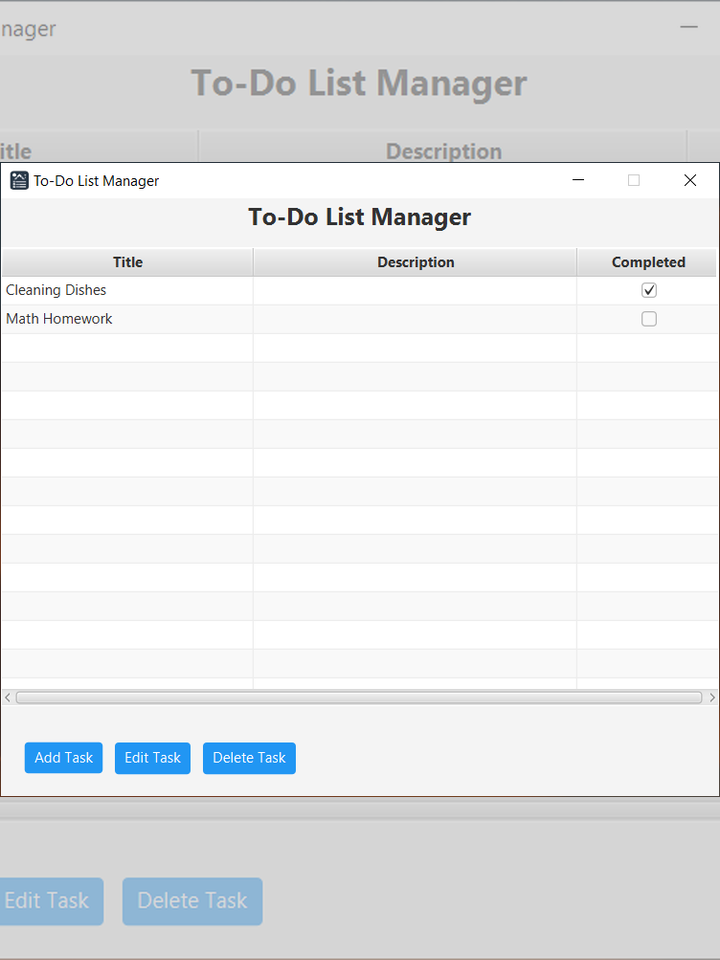 nager
To-Do List Manager
itle Description
To-Do List Manager
To-Do List Manager
Title Description Completed
Cleaning Dishes
Math Homework
Add Task Edit Task Delete Task
Edit Task Delete Task